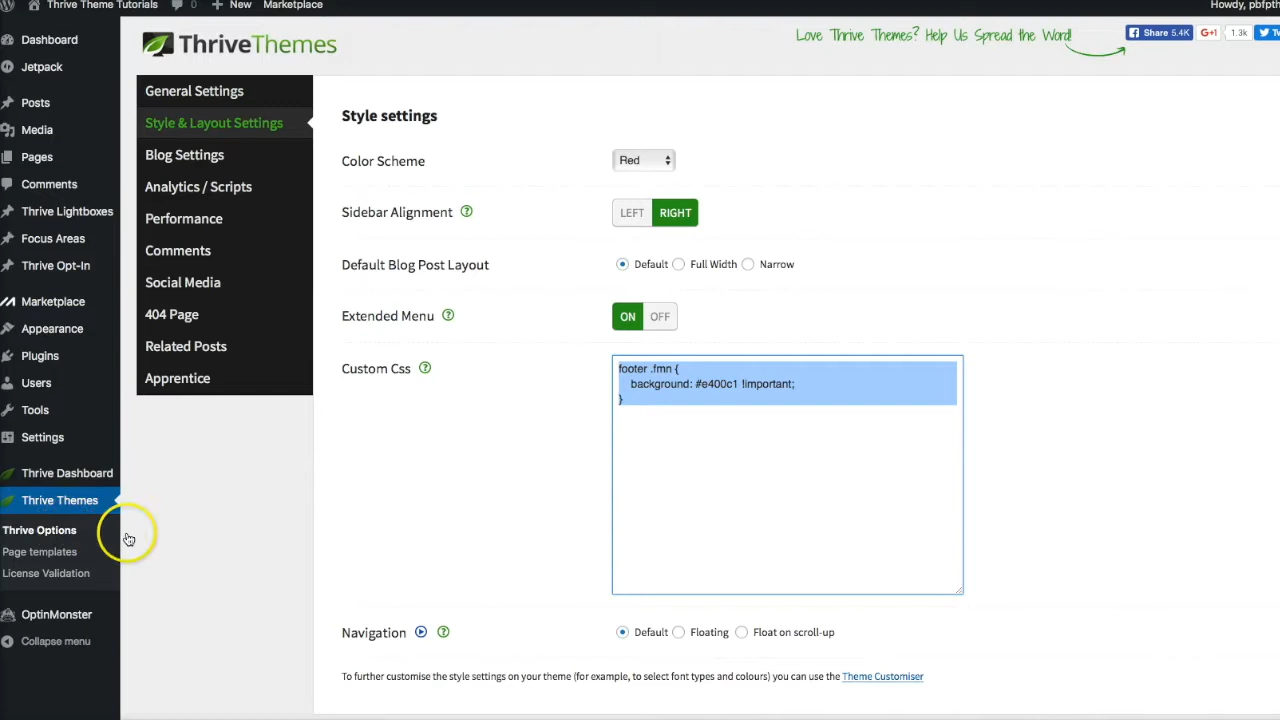 Thrive Theme Tutorials 0 New Marketplace Howdy, pbfpth
ThriveThemes
Love Thrive Themes? Help Us Spread the Word!
Share 5.4K G+1 1.3k Tw
Dashboard
Jetpack
Posts
Media
Pages
Comments
Thrive Lightboxes
Focus Areas
Thrive Opt-In
Marketplace
Appearance
Plugins
Users
Tools
Settings
Thrive Dashboard
Thrive Themes
Thrive Options
Page templates
License Validation
OptinMonster
Collapse menu
General Settings
Style & Layout Settings
Blog Settings
Analytics / Scripts
Performance
Comments
Social Media
404 Page
Related Posts
Apprentice
Style settings
Color Scheme Red
Sidebar Alignment LEFT RIGHT
Default Blog Post Layout Default Full Width Narrow
Extended Menu ON OFF
Custom Css
footer .fmn {
background: #e400c1 !important;
}
Navigation Default Floating Float on scroll-up
To further customise the style settings on your theme (for example, to select font types and colours) you can use the Theme Customiser